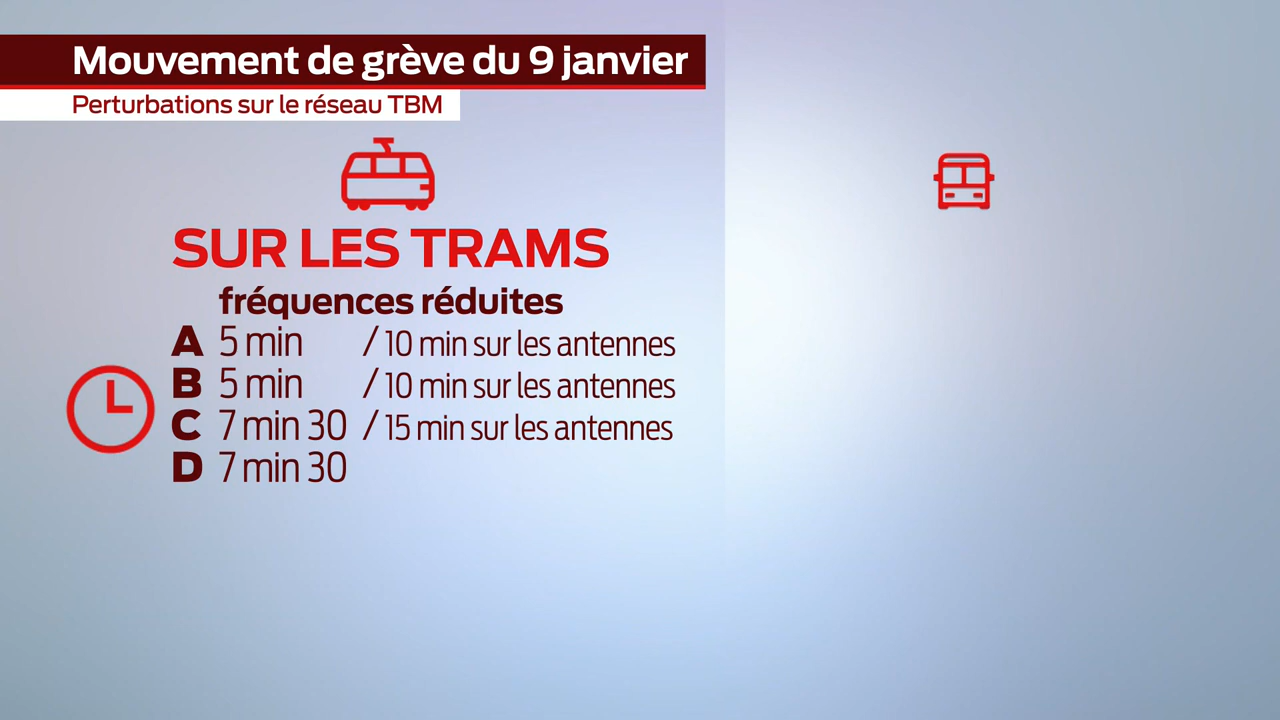 Mouvement de grève du 9 janvier
Perturbations sur le réseau TBM
SUR LES TRAMS
fréquences réduites
A 5 min / 10 min sur les antennes
B 5 min / 10 min sur les antennes
C 7 min 30 / 15 min sur les antennes
D 7 min 30